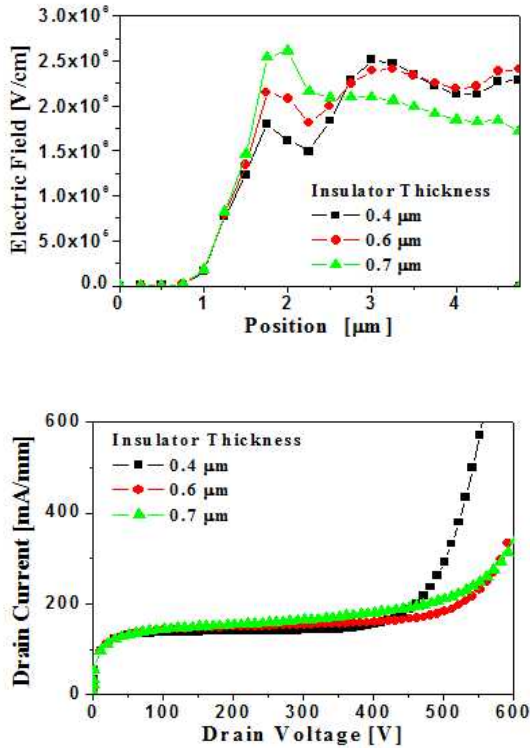 3.0x10⁶
2.5x10⁶
2.0x10⁶
1.5x10⁶
1.0x10⁶
5.0x10⁵
0.0
Electric Field [V/cm]
Insulator Thickness
0.4 μm
0.6 μm
0.7 μm
0 1 2 3 4
Position [μm]
600
400
200
0
Drain Current [mA/mm]
Insulator Thickness
0.4 μm
0.6 μm
0.7 μm
0 100 200 300 400 500 600
Drain Voltage [V]